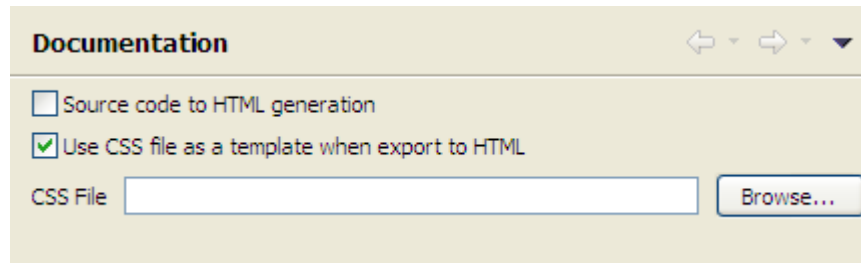 Documentation
Source code to HTML generation
Use CSS file as a template when export to HTML
CSS File Browse...